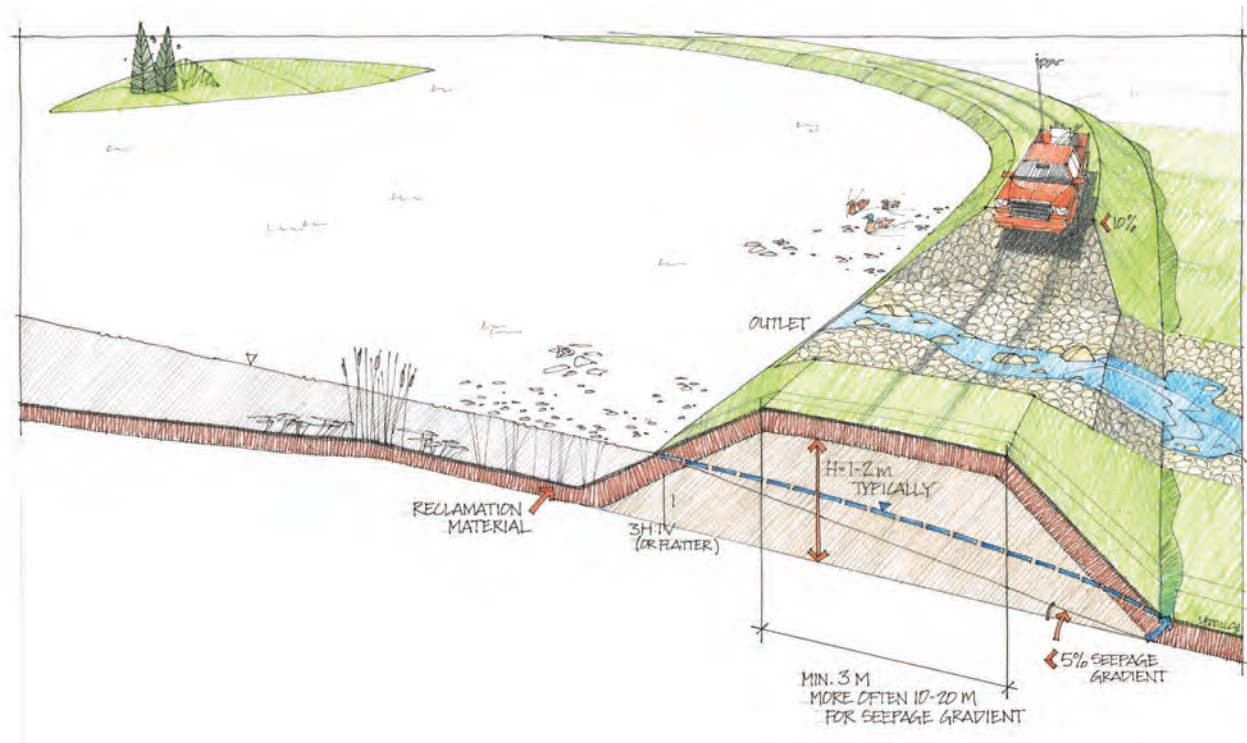 <10%
OUTLET
H=1-2m
TYPICALLY
RECLAMATION
MATERIAL
3H:1V
(OR FLATTER)
<5% SEEPAGE
GRADIENT
MIN. 3 M
MORE OFTEN 10-20 M
FOR SEEPAGE GRADIENT